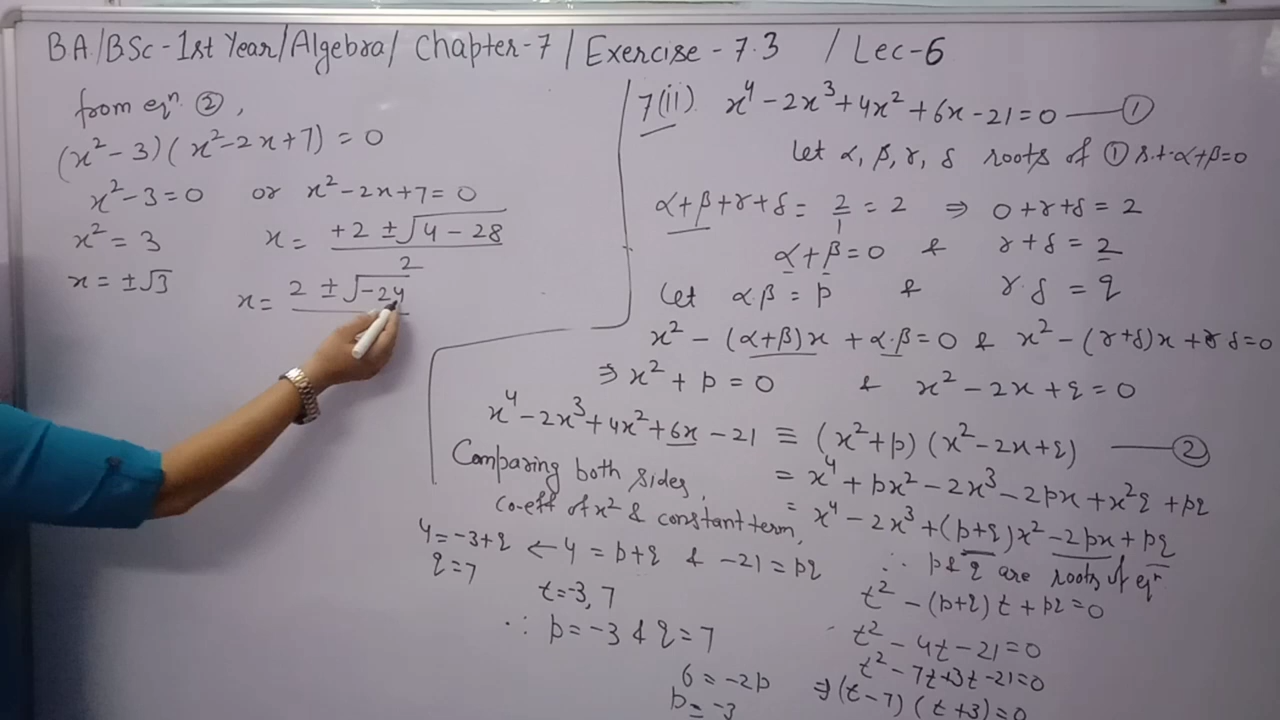 BA/BSc-1st Year/Algebra/ Chapter-7/Exercise-7.3 /Lec-6
from eqⁿ ②,
(x²-3)(x²-2x+7)=0
x²-3=0 or x²-2x+7=0
x²=3 x= +2 ±√4-28 / 2
x=±√3 x= 2 ±√-24
7(ii). x⁴-2x³+4x²+6x-21=0 —①
Let α, β, γ, δ roots of ① s.t. α+β=0
α+β+γ+δ= 2/1 =2 ⇒ 0+γ+δ=2
α+β=0 & γ+δ=2
Let α.β=p & γ.δ=q
x²-(α+β)x+α.β=0 & x²-(γ+δ)x+γδ=0
⇒ x²+p=0 & x²-2x+q=0
x⁴-2x³+4x²+6x-21 ≡ (x²+p)(x²-2x+q) —②
= x⁴+px²-2x³-2px+x²q+pq
= x⁴-2x³+(p+q)x²-2px+pq
Comparing both sides,
co-eff of x² & constant term,
4=-3+q ← 4=p+q & -21=pq
q=7
t=-3, 7
∴ p=-3 & q=7
6=-2p
p=-3
∴ p & q are roots of eqⁿ
t²-(p+q)t+pq=0
t²-4t-21=0
t²-7t+3t-21=0
⇒(t-7)(t+3)=0